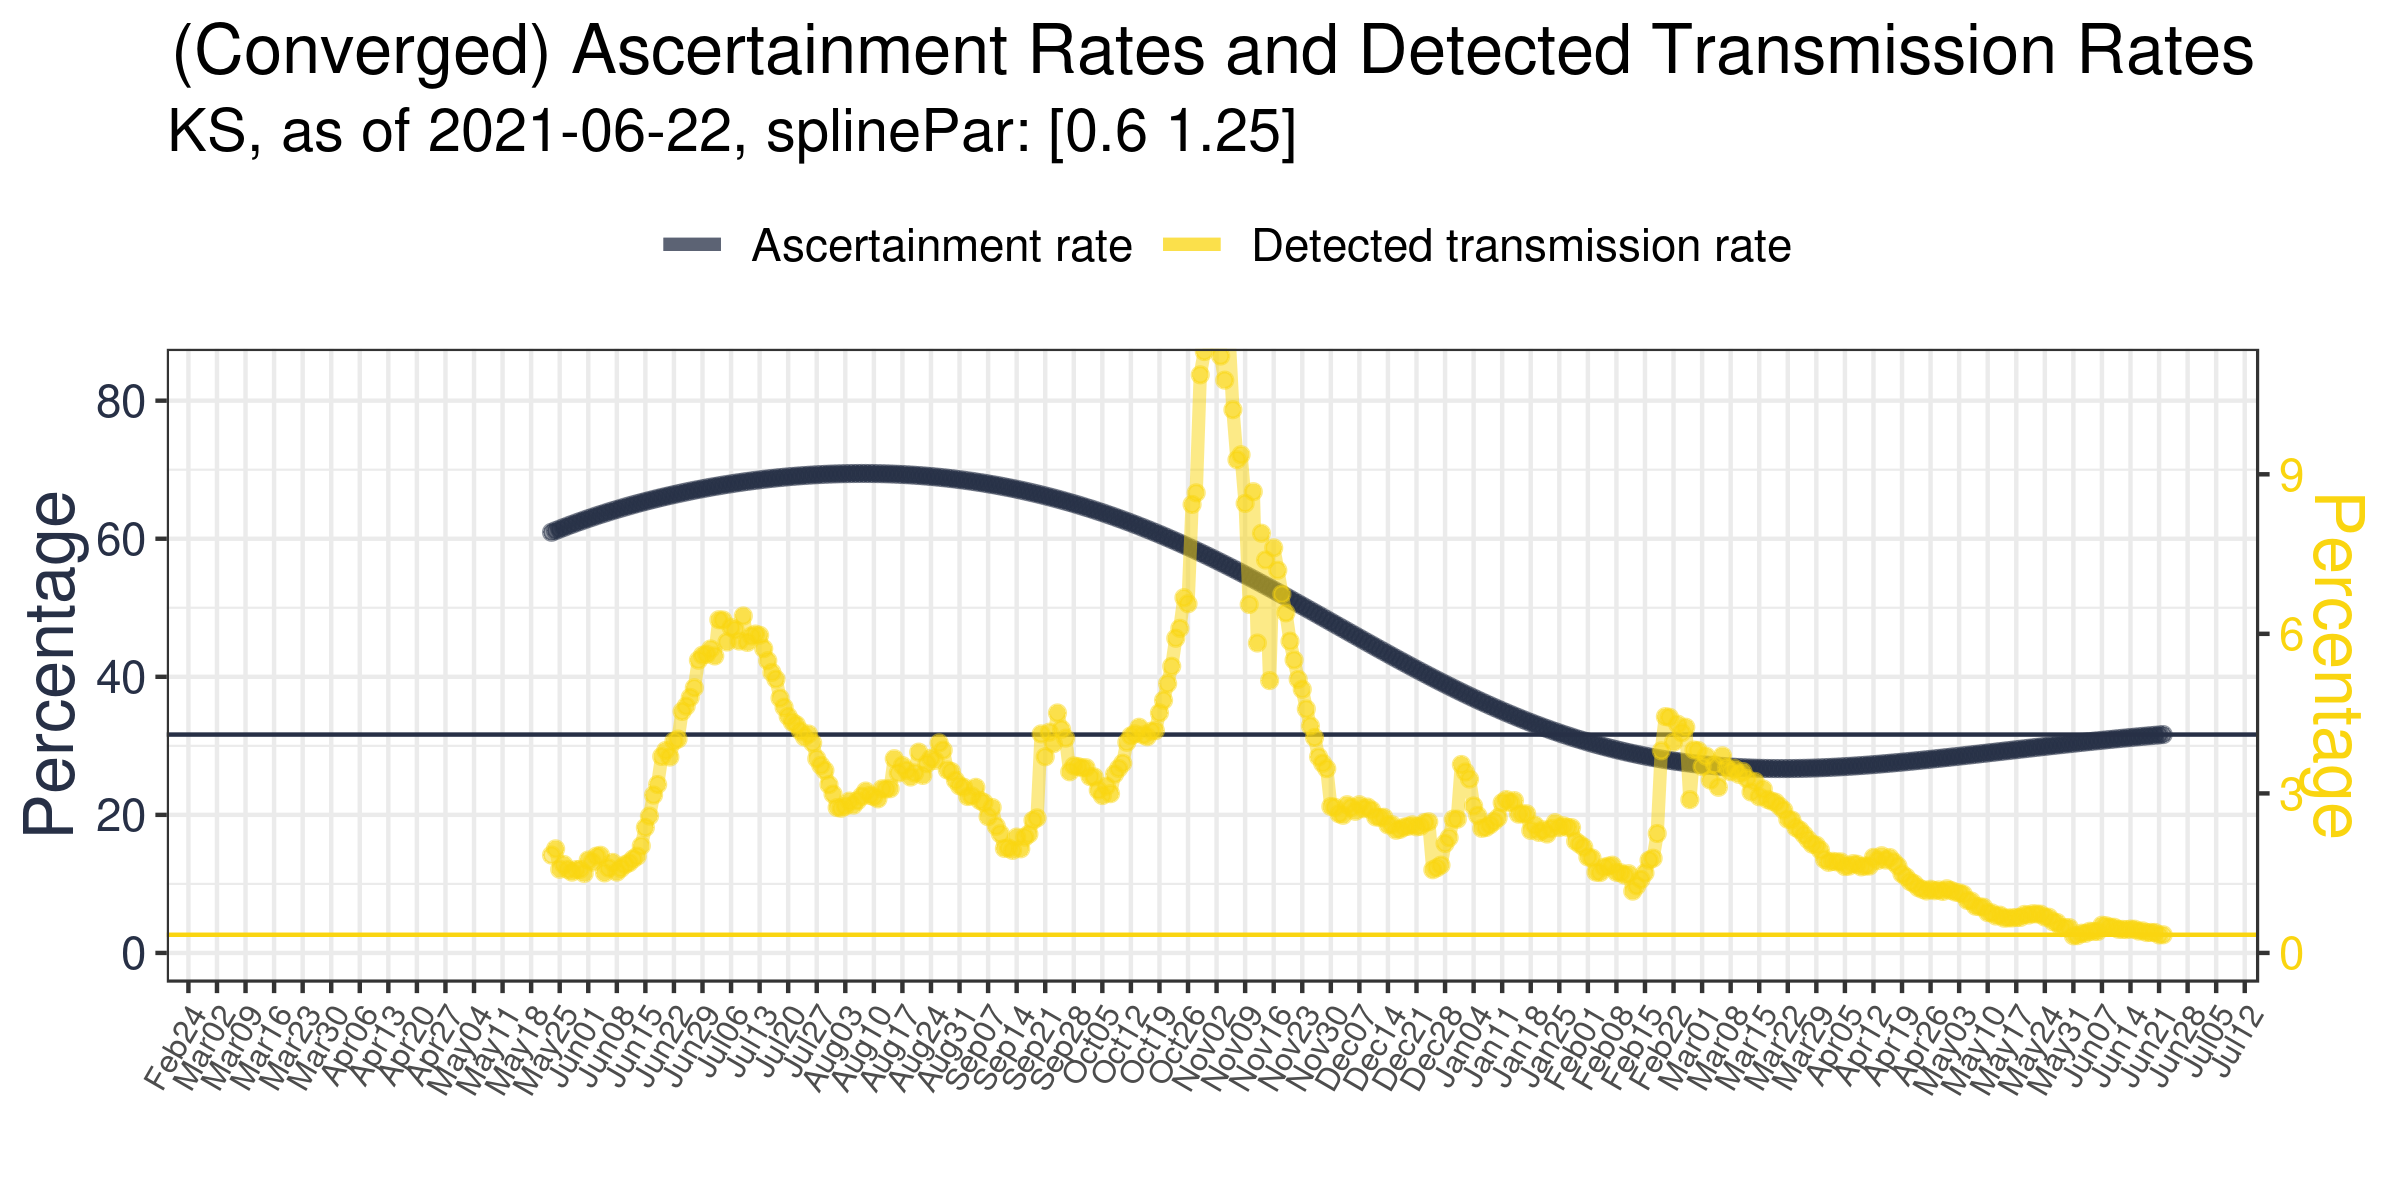 (Converged) Ascertainment Rates and Detected Transmission Rates
KS, as of 2021-06-22, splinePar: [0.6 1.25]
Ascertainment rate
Detected transmission rate
Percentage
80
60
40
20
0
9
6
3
0
Percentage
Feb24
Mar02
Mar09
Mar16
Mar23
Mar30
Apr06
Apr13
Apr20
Apr27
May04
May11
May18
May25
Jun01
Jun08
Jun15
Jun22
Jun29
Jul06
Jul13
Jul20
Jul27
Aug03
Aug10
Aug17
Aug24
Aug31
Sep07
Sep14
Sep21
Sep28
Oct05
Oct12
Oct19
Oct26
Nov02
Nov09
Nov16
Nov23
Nov30
Dec07
Dec14
Dec21
Dec28
Jan04
Jan11
Jan18
Jan25
Feb01
Feb08
Feb15
Feb22
Mar01
Mar08
Mar15
Mar22
Mar29
Apr05
Apr12
Apr19
Apr26
May03
May10
May17
May24
May31
Jun07
Jun14
Jun21
Jun28
Jul05
Jul12